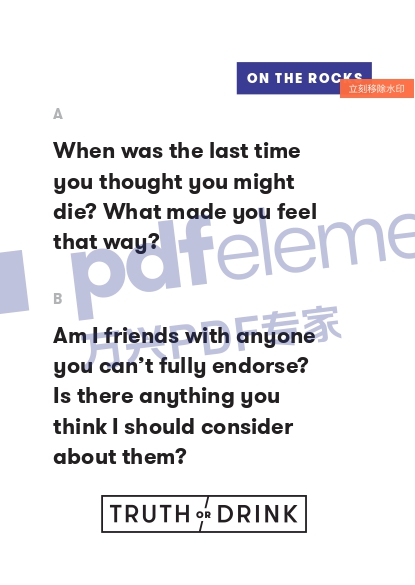 ON THE ROCKS
立刻移除水印
A
When was the last time
you thought you might
die? What made you feel
that way?
pdfeleme
B
万兴PDF专家
Am I friends with anyone
you can't fully endorse?
Is there anything you
think I should consider
about them?
TRUTH OR DRINK